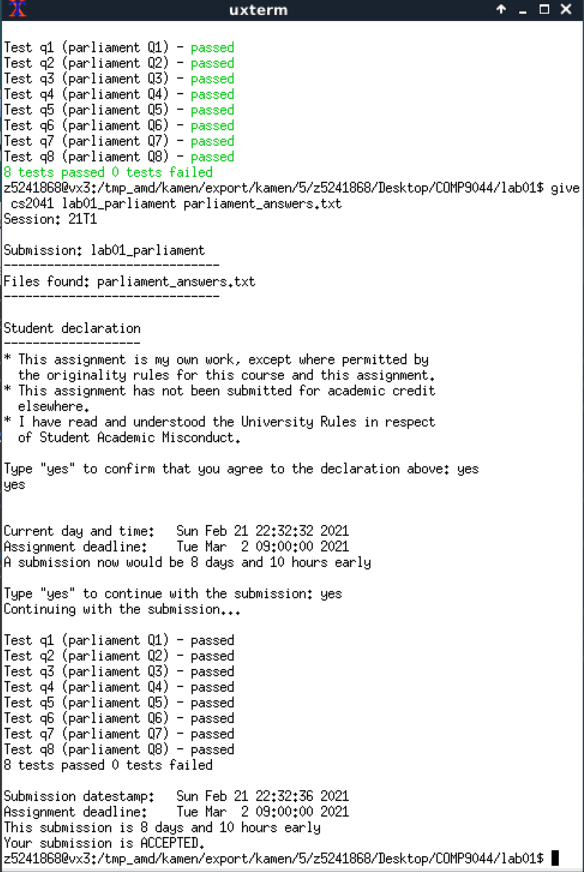 uxterm
Test q1 (parliament Q1) - passed
Test q2 (parliament Q2) - passed
Test q3 (parliament Q3) - passed
Test q4 (parliament Q4) - passed
Test q5 (parliament Q5) - passed
Test q6 (parliament Q6) - passed
Test q7 (parliament Q7) - passed
Test q8 (parliament Q8) - passed
8 tests passed 0 tests failed
z5241868@vx3:/tmp_amd/kamen/export/kamen/5/z5241868/Desktop/COMP9044/lab01$ give
 cs2041 lab01_parliament parliament_answers.txt
Session: 21T1
Submission: lab01_parliament
------------------------------
Files found: parliament_answers.txt
------------------------------
Student declaration
-------------------
* This assignment is my own work, except where permitted by
  the originality rules for this course and this assignment.
* This assignment has not been submitted for academic credit
  elsewhere.
* I have read and understood the University Rules in respect
  of Student Academic Misconduct.
Type "yes" to confirm that you agree to the declaration above: yes
yes
Current day and time:   Sun Feb 21 22:32:32 2021
Assignment deadline:    Tue Mar  2 09:00:00 2021
A submission now would be 8 days and 10 hours early
Type "yes" to continue with the submission: yes
Continuing with the submission...
Test q1 (parliament Q1) - passed
Test q2 (parliament Q2) - passed
Test q3 (parliament Q3) - passed
Test q4 (parliament Q4) - passed
Test q5 (parliament Q5) - passed
Test q6 (parliament Q6) - passed
Test q7 (parliament Q7) - passed
Test q8 (parliament Q8) - passed
8 tests passed 0 tests failed
Submission datestamp:   Sun Feb 21 22:32:36 2021
Assignment deadline:    Tue Mar  2 09:00:00 2021
This submission is 8 days and 10 hours early
Your submission is ACCEPTED.
z5241868@vx3:/tmp_amd/kamen/export/kamen/5/z5241868/Desktop/COMP9044/lab01$